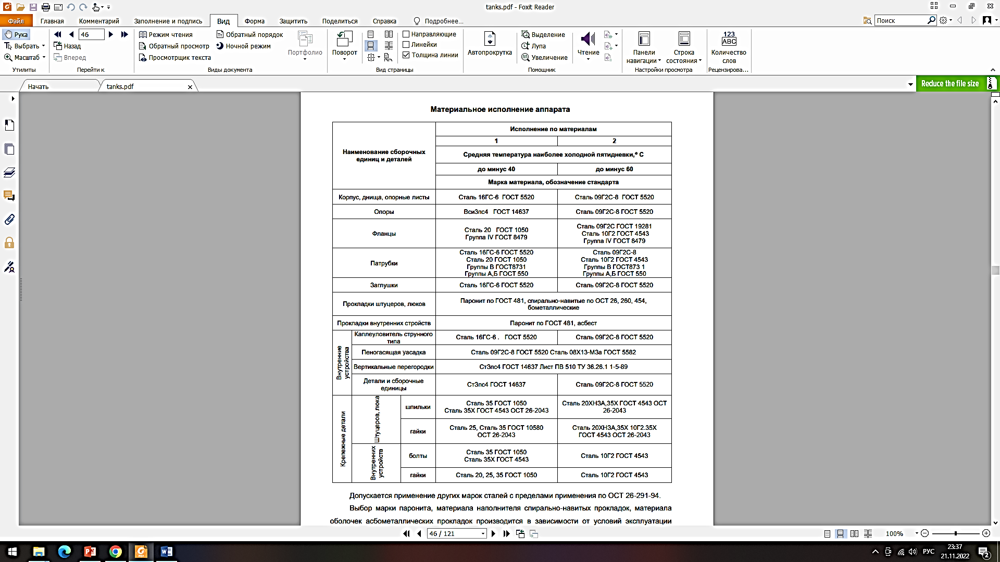 tanks.pdf - Foxit Reader
Файл Главная Комментарий Заполнение и подпись Вид Форма Защитить Поделиться Справка Подробнее... Поиск
Рука
Выбрать
Масштаб
Утилиты
46
Назад
Вперед
Перейти к
Режим чтения
Обратный просмотр
Просмотрщик текста
Обратный порядок
Ночной режим
Виды документа
Портфолио
Поворот
Направляющие
Линейки
Толщина линии
Вид страницы
Автопрокрутка
Выделение
Лупа
Увеличение
Помощник
Чтение
Панели навигации
Строка состояния
Настройки просмотра
123
ABC
Количество слов
Рецензирова...
Начать
tanks.pdf
Reduce the file size
Материальное исполнение аппарата
Наименование сборочных
единиц и деталей
Исполнение по материалам
1 2
Средняя температура наиболее холодной пятидневки,° С
до минус 40 до минус 60
Марка материала, обозначение стандарта
Корпус, днища, опорные листы Сталь 16ГС-6 ГОСТ 5520 Сталь 09Г2С-8 ГОСТ 5520
Опоры Вси3пс4 ГОСТ 14637 Сталь 09Г2С-8 ГОСТ 5520
Фланцы
Сталь 20 ГОСТ 1050
Группа IV ГОСТ 8479
Сталь 09Г2С ГОСТ 19281
Сталь 10Г2 ГОСТ 4543
Группа IV ГОСТ 8479
Патрубки
Сталь 16ГС-6 ГОСТ 5520
Сталь 20 ГОСТ 1050
Группы В ГОСТ8731
Группы А,Б ГОСТ 550
Сталь 09Г2С-8
Сталь 10Г2 ГОСТ 4543
Группы В ГОСТ873 1
Группы А,Б ГОСТ 550
Заглушки Сталь 16ГС-6 ГОСТ 5520 Сталь 09Г2С-8 ГОСТ 5520
Прокладки штуцеров, люков
Паронит по ГОСТ 481, спирально-навитые по ОСТ 26, 260, 454,
бометаллические
Прокладки внутренних стройств Паронит по ГОСТ 481, асбест
Внутренние
устройства
Каплеуловитель струнного
типа
Сталь 16ГС-6 . ГОСТ 5520 Сталь 09Г2С-8 ГОСТ 5520
Пеногасящая уасадка Сталь 09Г2С-8 ГОСТ 5520 Сталь 08Х13-М3а ГОСТ 5582
Вертикальные перегородки Ст3пс4 ГОСТ 14637 Лист ПВ 510 ТУ 36.26.1 1-5-89
Детали и сборочные
единицы
Ст3пс4 ГОСТ 14637 Сталь 09Г2С-8 ГОСТ 5520
Крепежные детали
Штуцеров, люка
шпильки
Сталь 35 ГОСТ 1050
Сталь 35Х ГОСТ 4543 ОСТ 26-2043
Сталь 20ХН3А,35Х ГОСТ 4543 ОСТ
26-2043
гайки
Сталь 25, Сталь 35 ГОСТ 10580
ОСТ 26-2043
Сталь 20ХН3А,35Х 10Г2.35Х
ГОСТ 4543 ОСТ 26-2043
Внутренних
устройств
болты
Сталь 35 ГОСТ 1050
Сталь 35Х ГОСТ 4543
Сталь 10Г2 ГОСТ 4543
гайки Сталь 20, 25, 35 ГОСТ 1050 Сталь 10Г2 ГОСТ 4543
Допускается применение других марок сталей с пределами применения по ОСТ 26-291-94.
Выбор марки паронита, материала наполнителя спирально-навитых прокладок, материала
оболочек асбометаллических прокладок производится в зависимости от условий эксплуатации
46 / 121
100%
РУС
23:37
21.11.2022
2